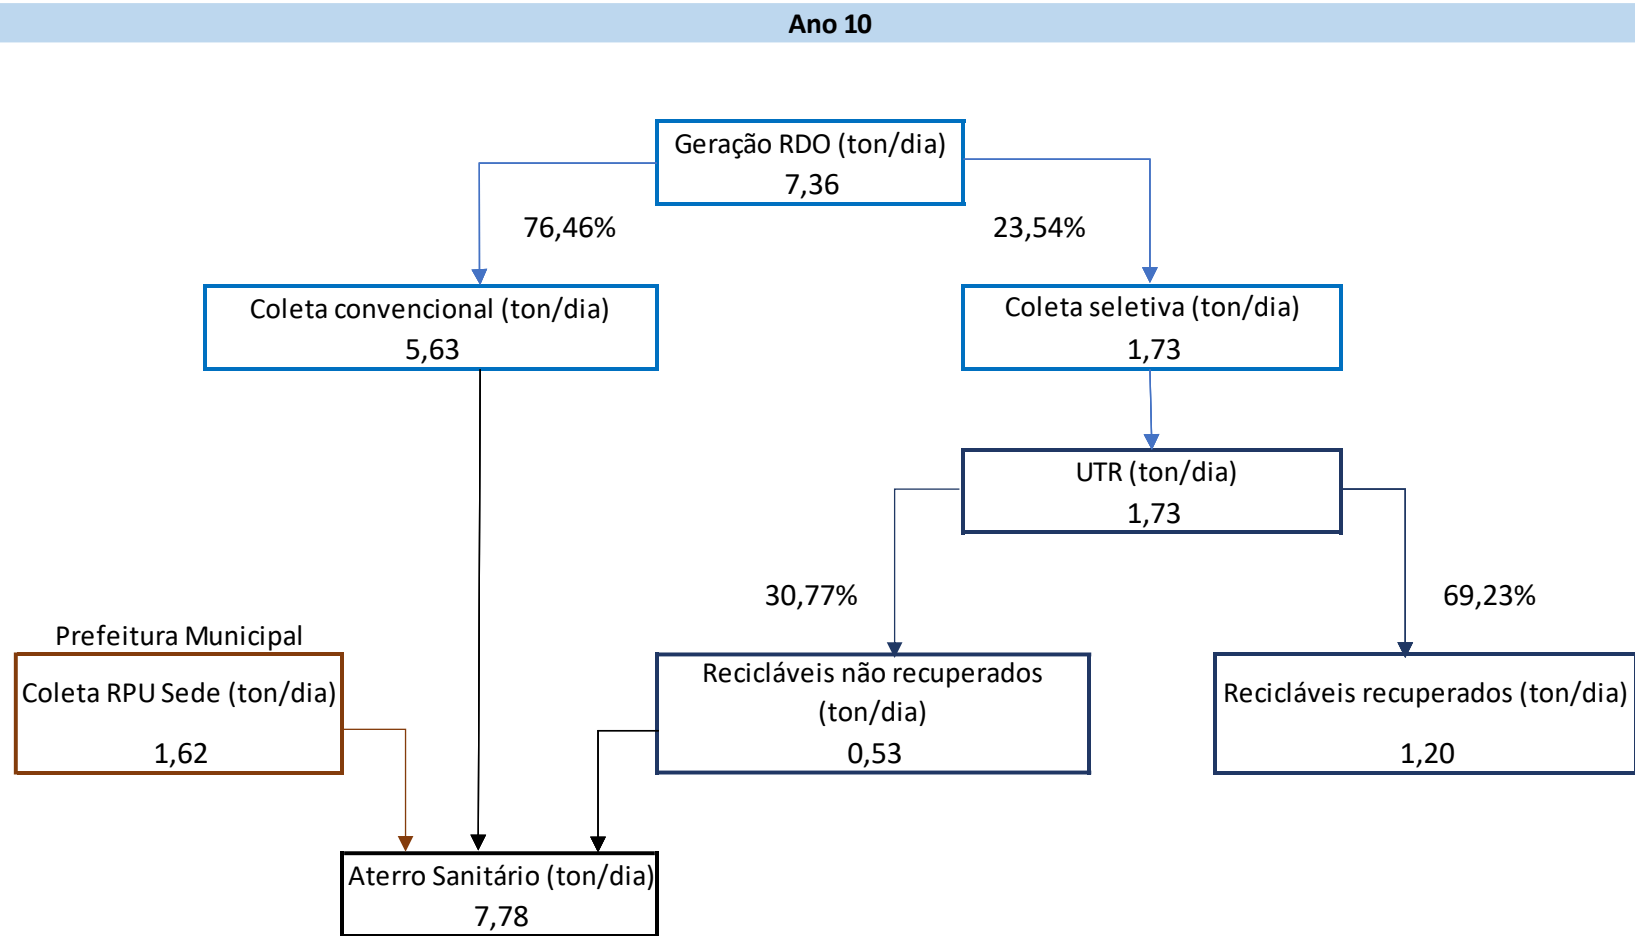 Ano 10
Geração RDO (ton/dia)
7,36
76,46%
23,54%
Coleta convencional (ton/dia)
5,63
Coleta seletiva (ton/dia)
1,73
UTR (ton/dia)
1,73
30,77%
69,23%
Prefeitura Municipal
Coleta RPU Sede (ton/dia)
1,62
Recicláveis não recuperados
(ton/dia)
0,53
Recicláveis recuperados (ton/dia)
1,20
Aterro Sanitário (ton/dia)
7,78